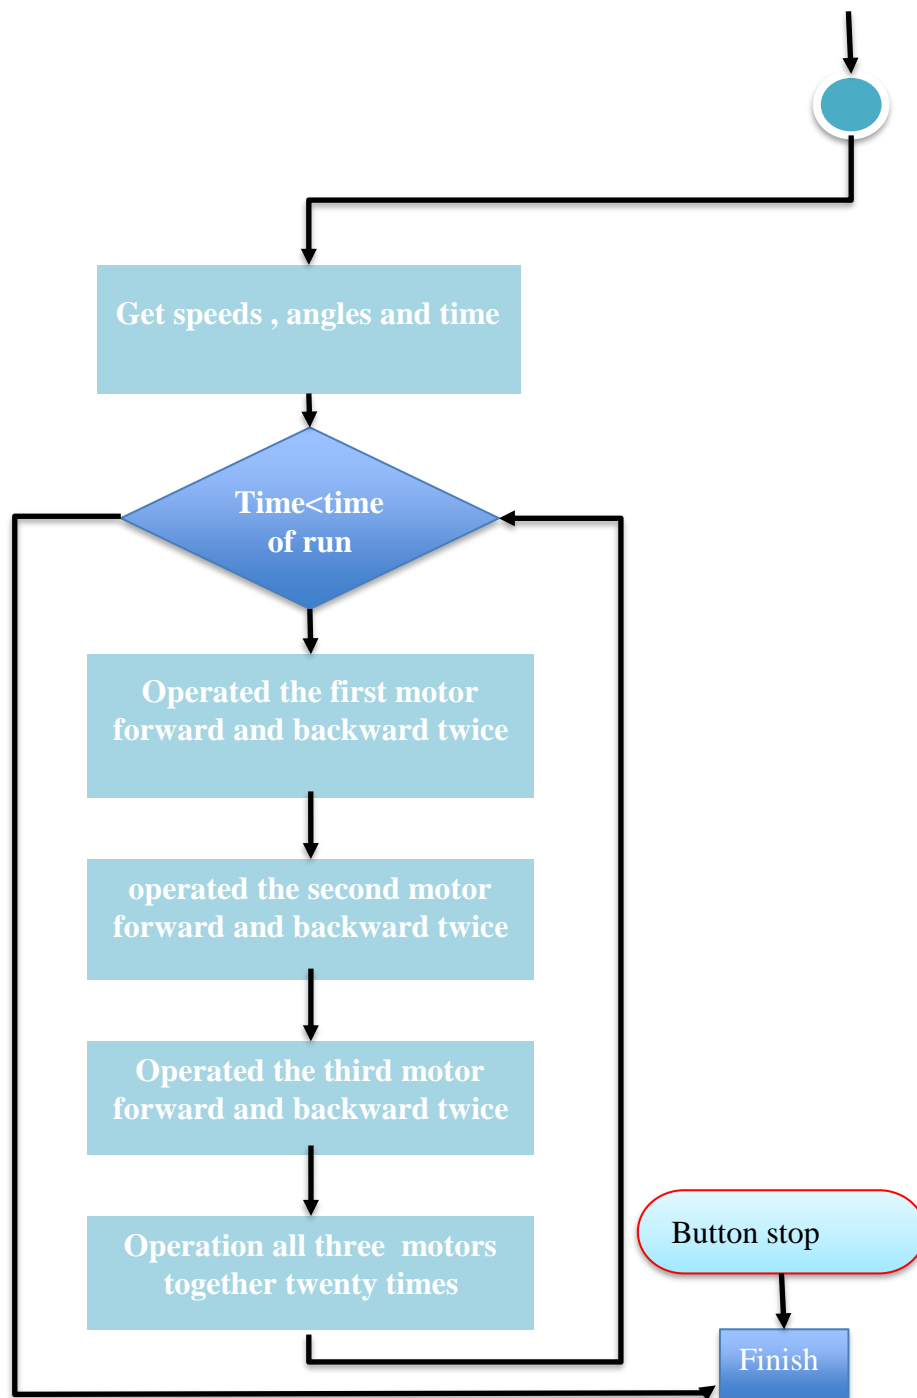 Get speeds , angles and time
Time<time
of run
Operated the first motor
forward and backward twice
operated the second motor
forward and backward twice
Operated the third motor
forward and backward twice
Operation all three  motors
together twenty times
Button stop
Finish